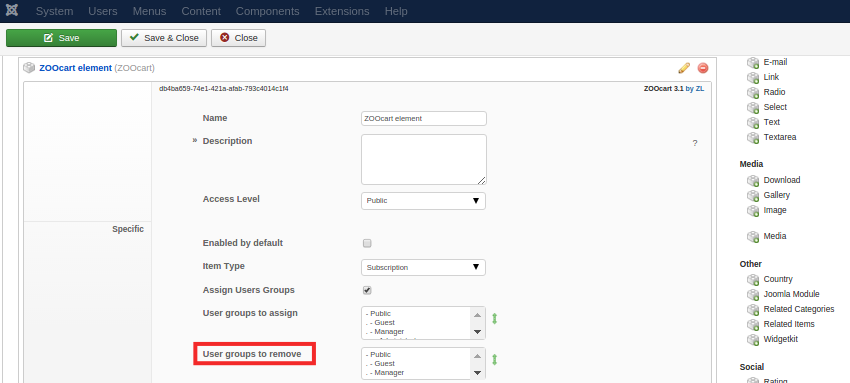 System Users Menus Content Components Extensions Help
Save Save & Close Close
ZOOcart element (ZOOcart)
db4ba659-74e1-421a-afab-793c4014c1f4
ZOOcart 3.1 by ZL
Name ZOOcart element
» Description
?
Access Level Public
Specific
Enabled by default
Item Type Subscription
Assign Users Groups
User groups to assign
- Public
. - Guest
. - Manager
User groups to remove
- Public
. - Guest
. - Manager
E-mail
Link
Radio
Select
Text
Textarea
Media
Download
Gallery
Image
Media
Other
Country
Joomla Module
Related Categories
Related Items
Widgetkit
Social
Rating